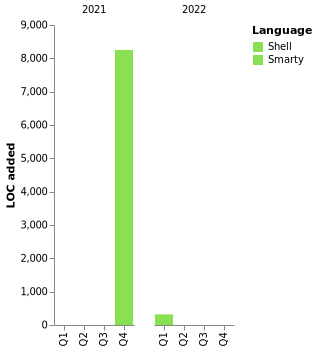 2021 2022
Language
Shell
Smarty
LOC added
9,000
8,000
7,000
6,000
5,000
4,000
3,000
2,000
1,000
0
Q1 Q2 Q3 Q4 Q1 Q2 Q3 Q4